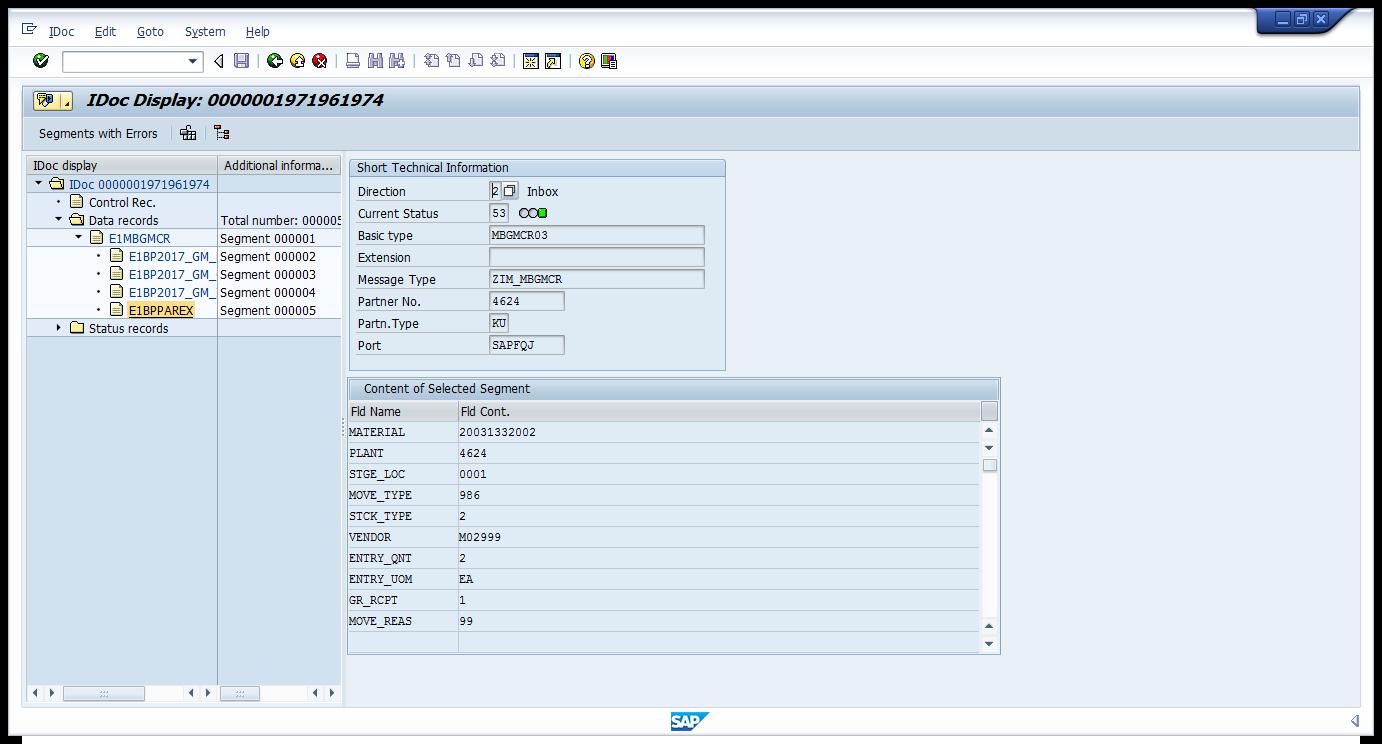 IDoc Edit Goto System Help
IDoc Display: 0000001971961974
Segments with Errors
IDoc display Additional informa...
IDoc 0000001971961974
Control Rec.
Data records Total number: 000005
E1MBGMCR Segment 000001
E1BP2017_GM_ Segment 000002
E1BP2017_GM_ Segment 000003
E1BP2017_GM_ Segment 000004
E1BPPAREX Segment 000005
Status records
Short Technical Information
Direction 2 Inbox
Current Status 53
Basic type MBGMCR03
Extension
Message Type ZIM_MBGMCR
Partner No. 4624
Partn.Type KU
Port SAPFQJ
Content of Selected Segment
Fld Name Fld Cont.
MATERIAL 20031332002
PLANT 4624
STGE_LOC 0001
MOVE_TYPE 986
STCK_TYPE 2
VENDOR M02999
ENTRY_QNT 2
ENTRY_UOM EA
GR_RCPT 1
MOVE_REAS 99
SAP